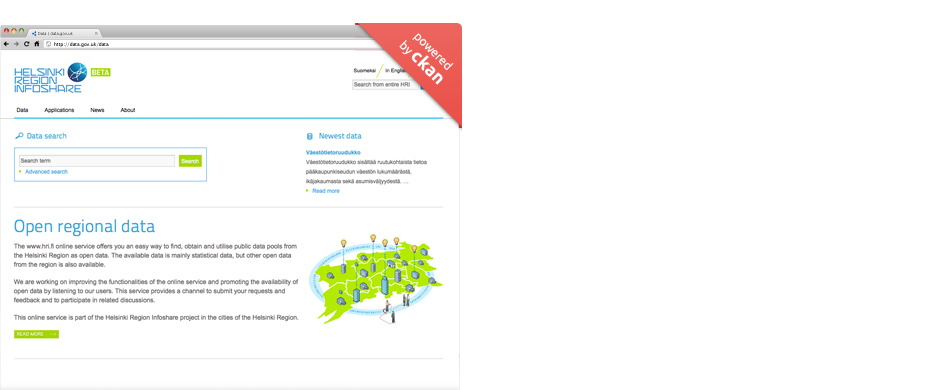 Data | data.gov.uk
http://data.gov.uk/data
powered
by ckan
HELSINKI
REGION
INFOSHARE
BETA
Suomeksi
In English
Search from entire HRI
Data
Applications
News
About
Data search
Search term
Search
Advanced search
Newest data
Väestötietoruudukko
Väestötietoruudukko sisältää ruutukohtaista tietoa
pääkaupunkiseudun väestön lukumäärästä,
ikäjakaumasta sekä asumisväljyydestä. ...
Read more
Open regional data
The www.hri.fi online service offers you an easy way to find, obtain and utilise public data pools from
the Helsinki Region as open data. The available data is mainly statistical data, but other open data
from the region is also available.
We are working on improving the functionalities of the online service and promoting the availability of
open data by listening to our users. This service provides a channel to submit your requests and
feedback and to participate in related discussions.
This online service is part of the Helsinki Region Infoshare project in the cities of the Helsinki Region.
READ MORE